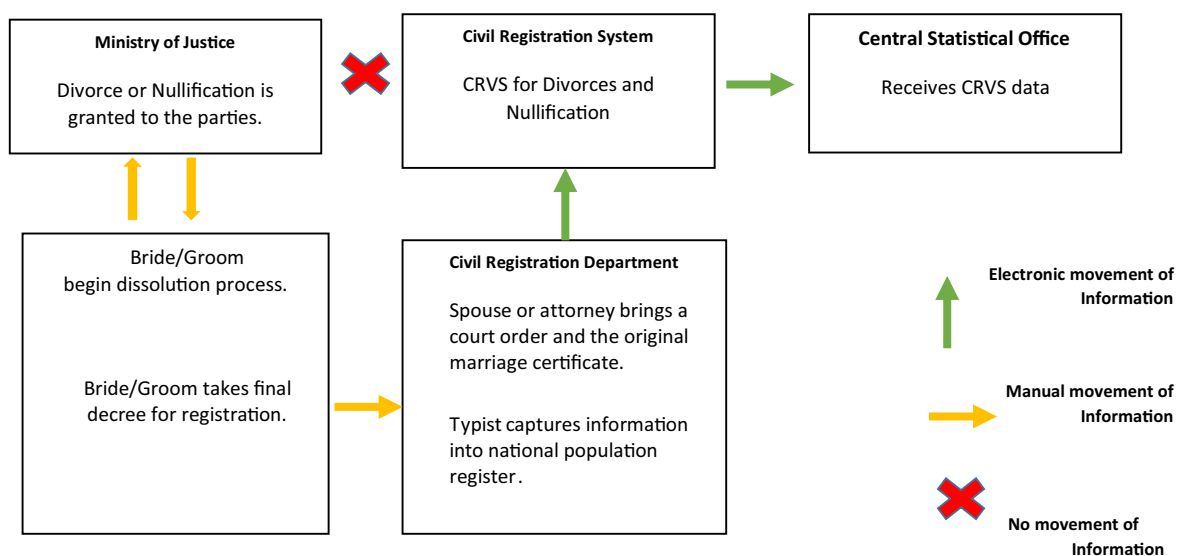 Ministry of Justice
Divorce or Nullification is
granted to the parties.
Civil Registration System
CRVS for Divorces and
Nullification
Central Statistical Office
Receives CRVS data
Bride/Groom
begin dissolution process.
Bride/Groom takes final
decree for registration.
Civil Registration Department
Spouse or attorney brings a
court order and the original
marriage certificate.
Typist captures information
into national population
register.
Electronic movement of
Information
Manual movement of
Information
No movement of
Information